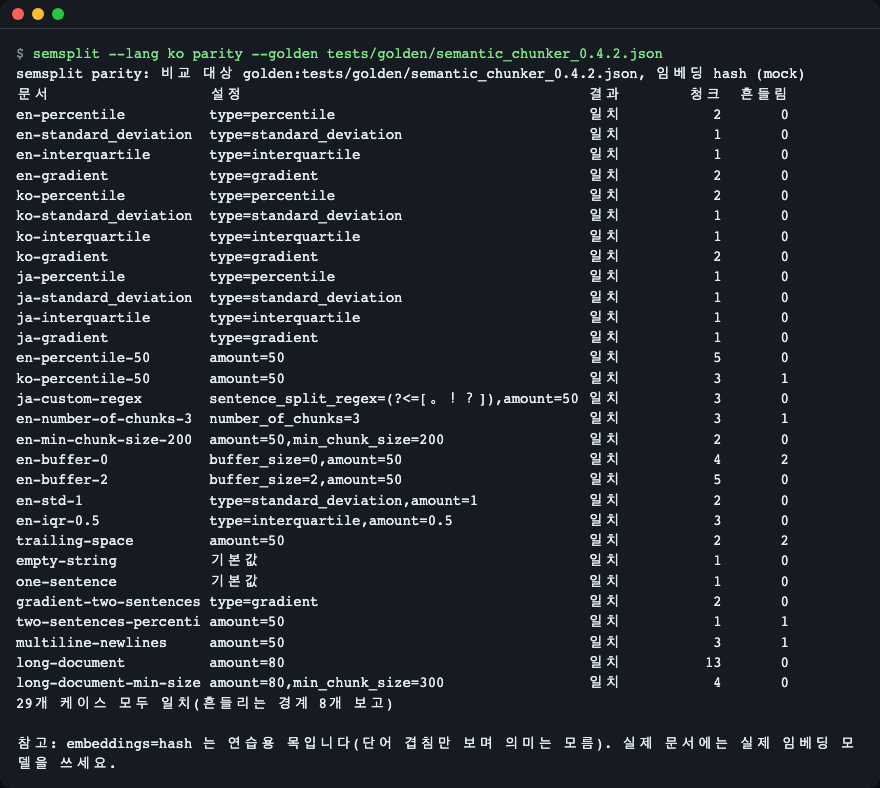 $ semsplit --lang ko parity --golden tests/golden/semantic_chunker_0.4.2.json
semsplit parity: 비교 대상 golden:tests/golden/semantic_chunker_0.4.2.json, 임베딩 hash (mock)
문서 설정 결과 청크 흔들림
en-percentile type=percentile 일치 2 0
en-standard_deviation type=standard_deviation 일치 1 0
en-interquartile type=interquartile 일치 1 0
en-gradient type=gradient 일치 2 0
ko-percentile type=percentile 일치 2 0
ko-standard_deviation type=standard_deviation 일치 1 0
ko-interquartile type=interquartile 일치 1 0
ko-gradient type=gradient 일치 2 0
ja-percentile type=percentile 일치 1 0
ja-standard_deviation type=standard_deviation 일치 1 0
ja-interquartile type=interquartile 일치 1 0
ja-gradient type=gradient 일치 1 0
en-percentile-50 amount=50 일치 5 0
ko-percentile-50 amount=50 일치 3 1
ja-custom-regex sentence_split_regex=(?<=[。！？]),amount=50 일치 3 0
en-number-of-chunks-3 number_of_chunks=3 일치 3 1
en-min-chunk-size-200 amount=50,min_chunk_size=200 일치 2 0
en-buffer-0 buffer_size=0,amount=50 일치 4 2
en-buffer-2 buffer_size=2,amount=50 일치 5 0
en-std-1 type=standard_deviation,amount=1 일치 2 0
en-iqr-0.5 type=interquartile,amount=0.5 일치 3 0
trailing-space amount=50 일치 2 2
empty-string 기본값 일치 1 0
one-sentence 기본값 일치 1 0
gradient-two-sentences type=gradient 일치 2 0
two-sentences-percenti amount=50 일치 1 1
multiline-newlines amount=50 일치 3 1
long-document amount=80 일치 13 0
long-document-min-size amount=80,min_chunk_size=300 일치 4 0
29개 케이스 모두 일치(흔들리는 경계 8개 보고)
참고: embeddings=hash 는 연습용 목입니다(단어 겹침만 보며 의미는 모름). 실제 문서에는 실제 임베딩 모
델을 쓰세요.